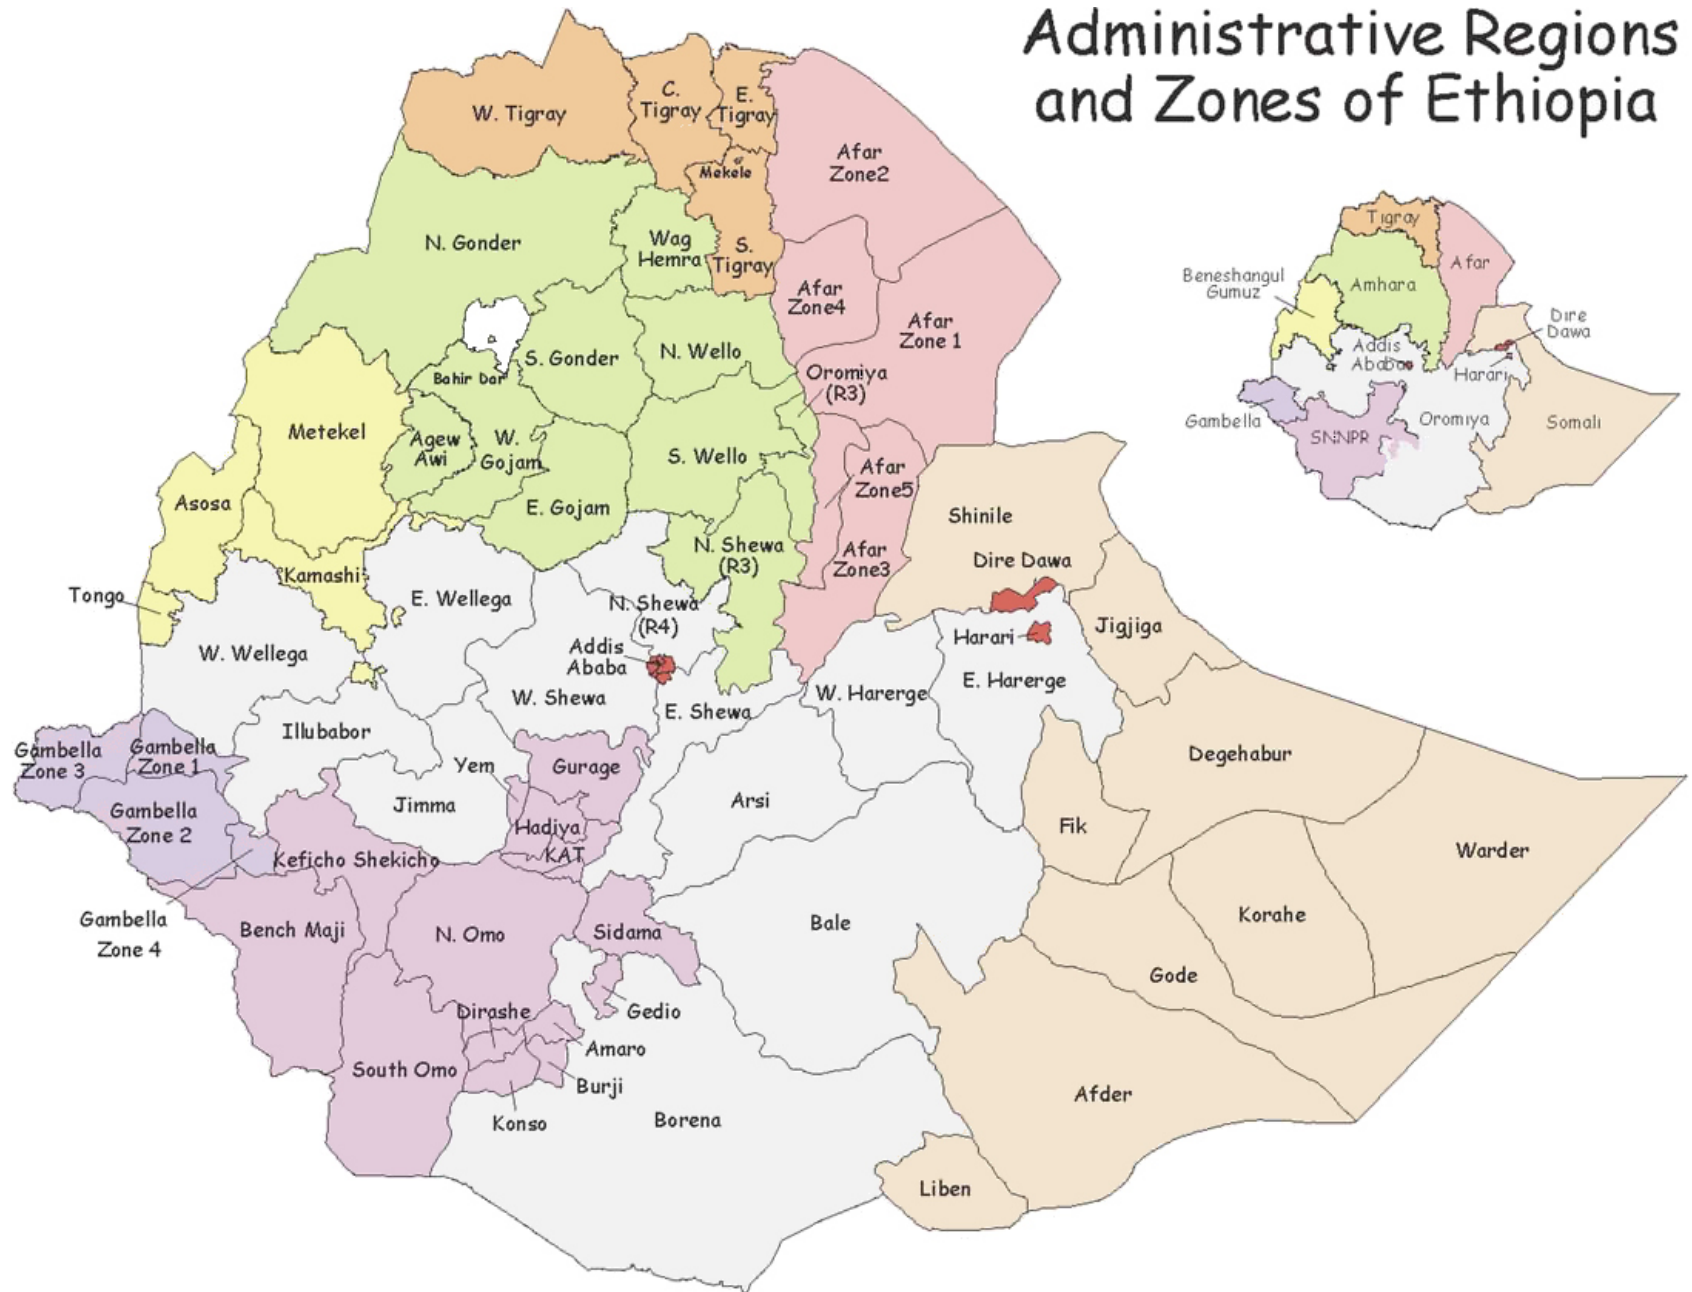 Administrative Regions
and Zones of Ethiopia
W. Tigray
C.
Tigray
E.
Tigray
Mekele
S.
Tigray
Afar
Zone2
N. Gonder
Wag
Hemra
Afar
Zone4
Afar
Zone 1
S. Gonder
N. Wello
Bahir Dar
Oromiya
(R3)
Metekel
Agew
Awi
W.
Gojam
S. Wello
Afar
Zone5
Asosa
E. Gojam
Shinile
N. Shewa
(R3)
Afar
Zone3
Dire Dawa
Tongo
Kamashi
E. Wellega
N. Shewa
(R4)
Harari
Jigjiga
W. Wellega
Addis
Ababa
W. Shewa
E. Shewa
W. Harerge
E. Harerge
Illubabor
Gambella
Zone 3
Gambella
Zone 1
Yem
Gurage
Degehabur
Gambella
Zone 2
Jimma
Arsi
Hadiya
Fik
KAT
Keficho Shekicho
Warder
Gambella
Zone 4
Bench Maji
N. Omo
Sidama
Bale
Korahe
Gode
Dirashe
Gedio
Amaro
South Omo
Burji
Konso
Borena
Afder
Liben
Tigray
Afar
Beneshangul
Gumuz
Amhara
Dire
Dawa
Addis
Ababa
Harari
Gambella
SNNPR
Oromiya
Somali